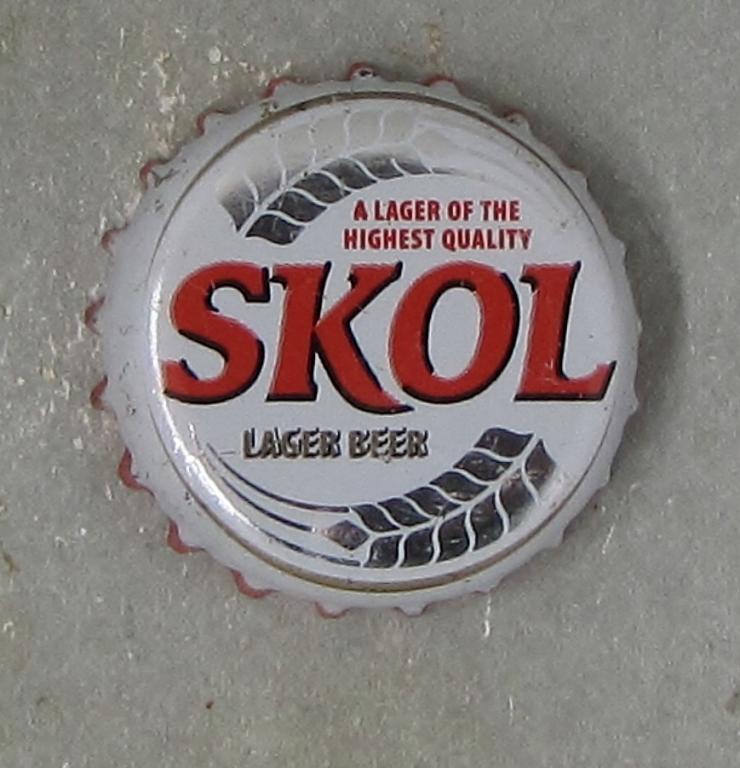 A LAGER OF THE
HIGHEST QUALITY
SKOL
LAGER BEER